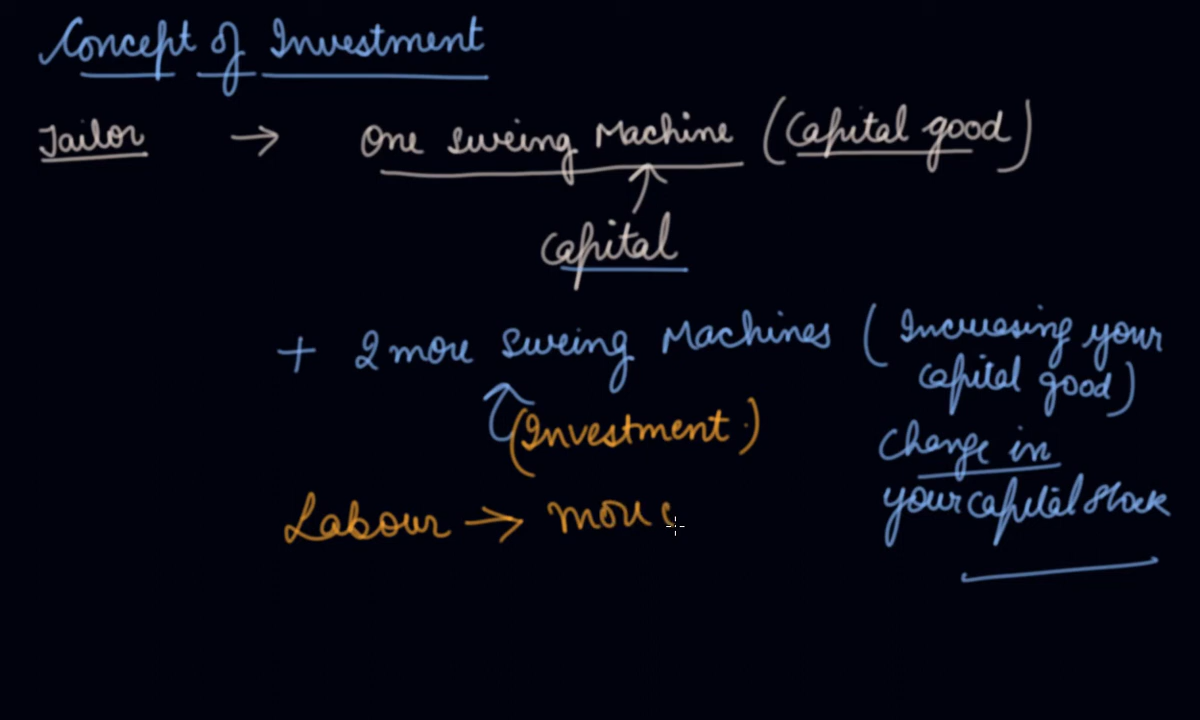 Concept of Investment
Tailor → One Sweing Machine (Capital good)
Capital
+ 2 more Sweing Machines (Increasing your capital good)
(Investment)
Change in
your capital stock
Labour → more